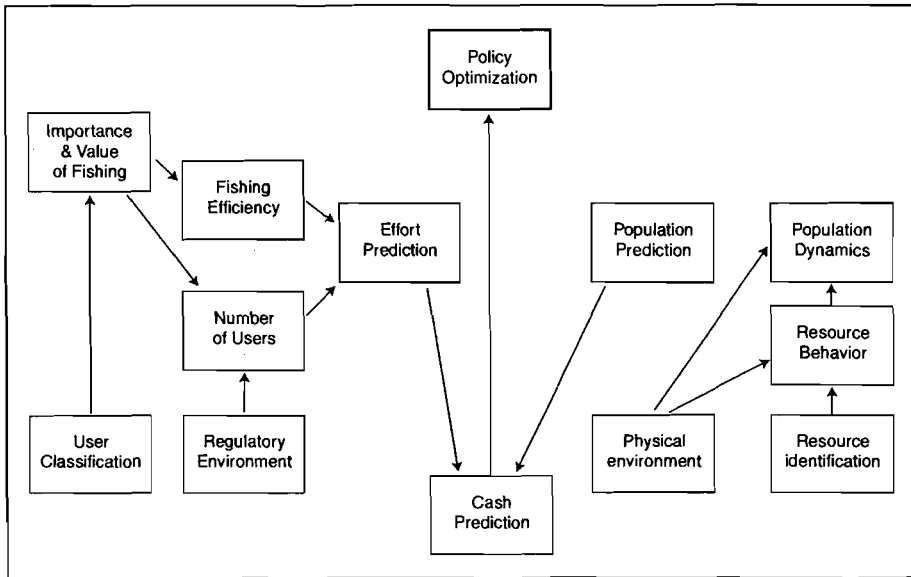 Policy
Optimization
Importance
& Value
of Fishing
Fishing
Efficiency
Effort
Prediction
Population
Prediction
Population
Dynamics
Number
of Users
Resource
Behavior
User
Classification
Regulatory
Environment
Physical
environment
Resource
identification
Cash
Prediction